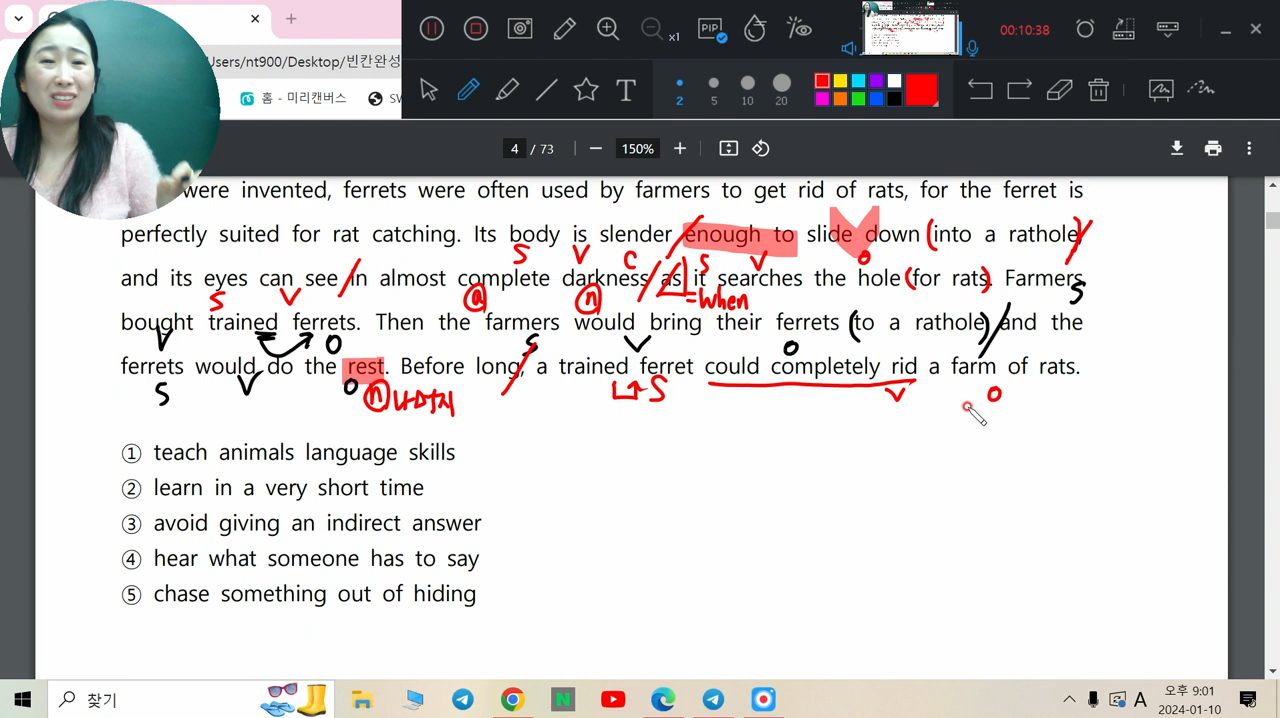 sers/nt900/Desktop/빈칸완성
홈 - 미리캔버스
x1
PIP
00:10:38
T
2 5 10 20
4 / 73
150%
were invented, ferrets were often used by farmers to get rid of rats, for the ferret is
perfectly suited for rat catching. Its body is slender enough to slide down (into a rathole)
S V C S V O
and its eyes can see in almost complete darkness as it searches the hole (for rats). Farmers
S V a n =when S
bought trained ferrets. Then the farmers would bring their ferrets (to a rathole) and the
V O S V O
ferrets would do the rest. Before long, a trained ferret could completely rid a farm of rats.
S V O n 나머지 S V O
① teach animals language skills
② learn in a very short time
③ avoid giving an indirect answer
④ hear what someone has to say
⑤ chase something out of hiding
찾기
N
A
오후 9:01
2024-01-10